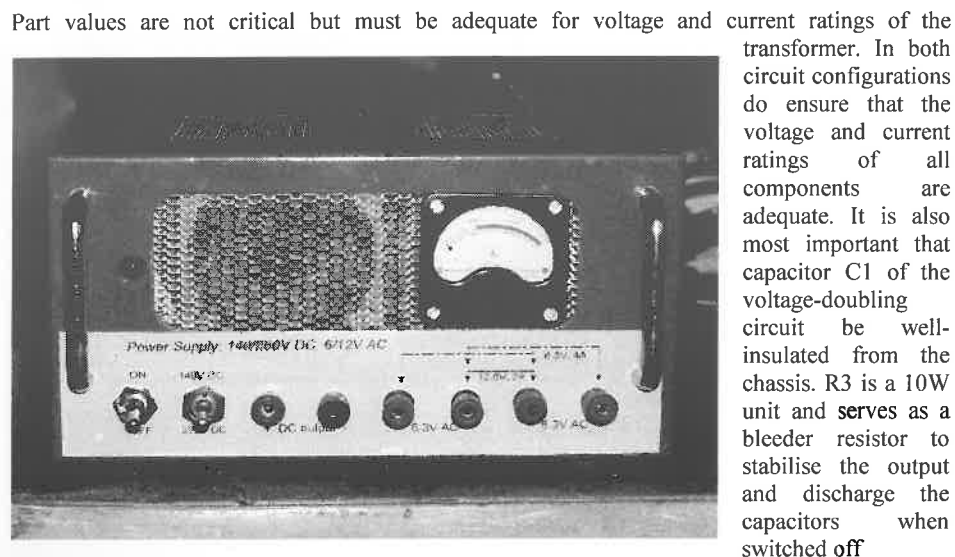 Part values are not critical but must be adequate for voltage and current ratings of the
transformer. In both
circuit configurations
do ensure that the
voltage and current
ratings of all
components are
adequate. It is also
most important that
capacitor C1 of the
voltage-doubling
circuit be well-
insulated from the
chassis. R3 is a 10W
unit and serves as a
bleeder resistor to
stabilise the output
and discharge the
capacitors when
switched off
Power Supply: 140/250V DC 6/12V AC
6.3V, 4A
ON
12.6V, 2A
DC output
6.3V AC
6.3V AC